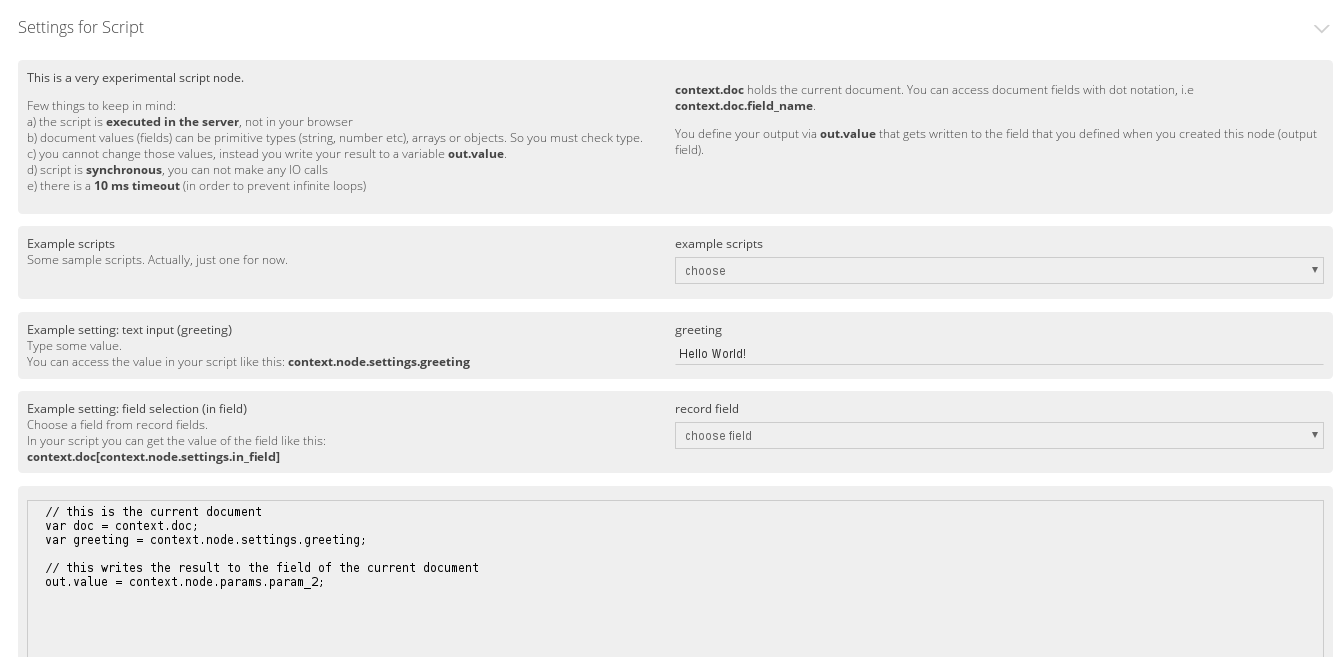 Settings for Script
This is a very experimental script node.
Few things to keep in mind:
a) the script is executed in the server, not in your browser
b) document values (fields) can be primitive types (string, number etc), arrays or objects. So you must check type.
c) you cannot change those values, instead you write your result to a variable out.value.
d) script is synchronous, you can not make any IO calls
e) there is a 10 ms timeout (in order to prevent infinite loops)
context.doc holds the current document. You can access document fields with dot notation, i.e
context.doc.field_name.
You define your output via out.value that gets written to the field that you defined when you created this node (output
field).
Example scripts
Some sample scripts. Actually, just one for now.
example scripts
choose
Example setting: text input (greeting)
Type some value.
You can access the value in your script like this: context.node.settings.greeting
greeting
Hello World!
Example setting: field selection (in field)
Choose a field from record fields.
In your script you can get the value of the field like this:
context.doc[context.node.settings.in_field]
record field
choose field
// this is the current document
var doc = context.doc;
var greeting = context.node.settings.greeting;
// this writes the result to the field of the current document
out.value = context.node.params.param_2;